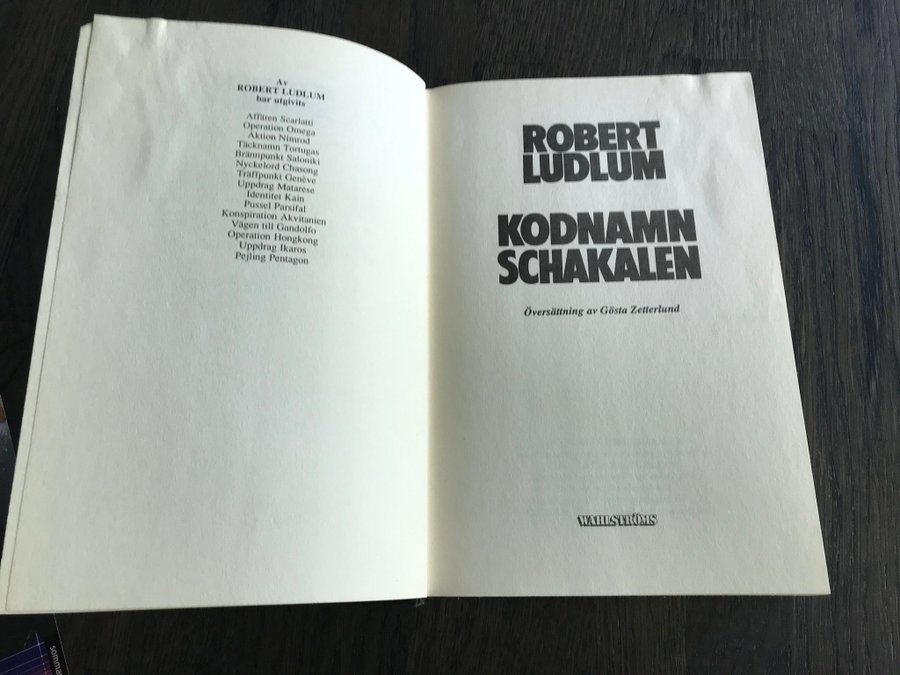 Av
ROBERT LUDLUM
har utgivits
Affären Scarlatti
Operation Omega
Aktion Nimrod
Täcknamn Tortugas
Brännpunkt Saloniki
Nyckelord Chasong
Träffpunkt Genève
Uppdrag Matarese
Identitet Kain
Pussel Parsifal
Konspiration Akvitanien
Vägen till Gandolfo
Operation Hongkong
Uppdrag Ikaros
Pejling Pentagon
ROBERT
LUDLUM
KODNAMN
SCHAKALEN
Översättning av Gösta Zetterlund
WAHLSTRÖMS